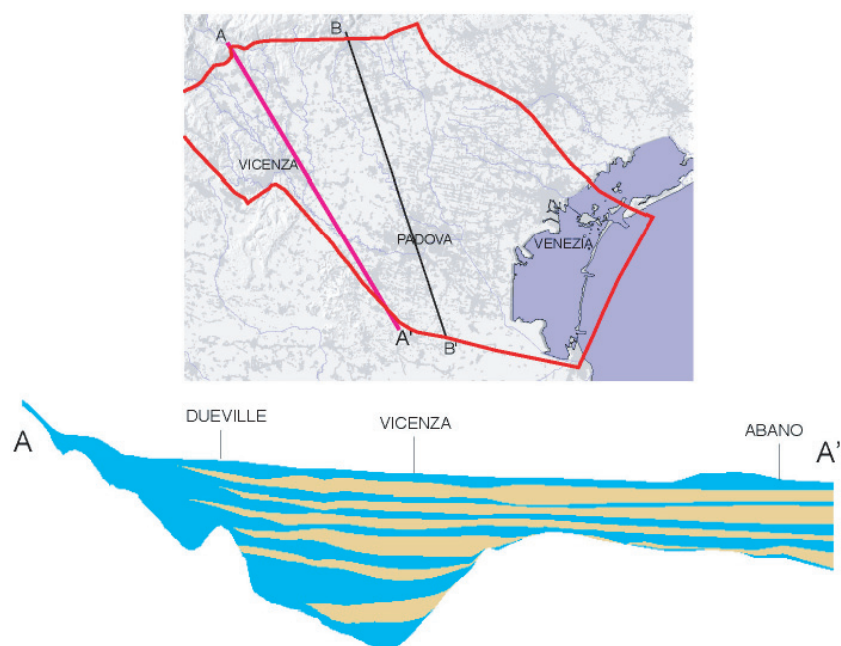 A
B
VICENZA
PADOVA
VENEZIA
A'
B'
DUEVILLE
VICENZA
ABANO
A
A’